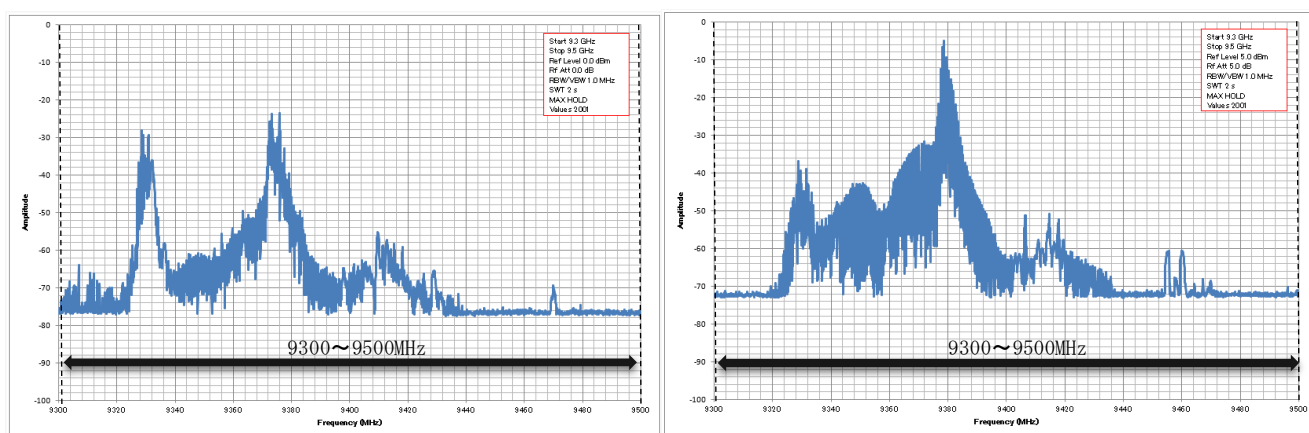 0
-10
-20
-30
-40
-50
-60
-70
-80
-90
-100
Amplitude
Start 9.3 GHz
Stop 9.5 GHz
Ref Level 0.0 dBm
Rf Att 0.0 dB
RBW/VBW 1.0 MHz
SWT 2 s
MAX HOLD
Values 2001
9300～9500MHz
9300 9320 9340 9360 9380 9400 9420 9440 9460 9480 9500
Frequency (MHz)
0
-10
-20
-30
-40
-50
-60
-70
-80
-90
-100
Amplitude
Start 9.3 GHz
Stop 9.5 GHz
Ref Level 5.0 dBm
Rf Att 5.0 dB
RBW/VBW 1.0 MHz
SWT 2 s
MAX HOLD
Values 2001
9300～9500MHz
9300 9320 9340 9360 9380 9400 9420 9440 9460 9480 9500
Frequency (MHz)